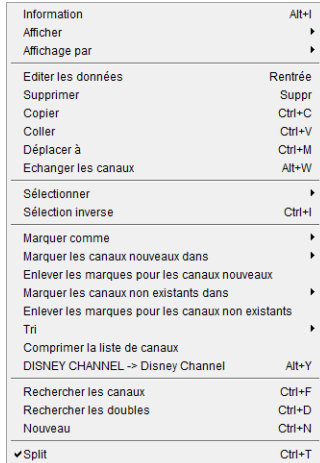 Information Alt+I
Afficher
Affichage par
Editer les données Rentrée
Supprimer Suppr
Copier Ctrl+C
Coller Ctrl+V
Déplacer à Ctrl+M
Echanger les canaux Alt+W
Sélectionner
Sélection inverse Ctrl+I
Marquer comme
Marquer les canaux nouveaux dans
Enlever les marques pour les canaux nouveaux
Marquer les canaux non existants dans
Enlever les marques pour les canaux non existants
Tri
Comprimer la liste de canaux
DISNEY CHANNEL -> Disney Channel Alt+Y
Rechercher les canaux Ctrl+F
Rechercher les doubles Ctrl+D
Nouveau Ctrl+N
✔Split Ctrl+T